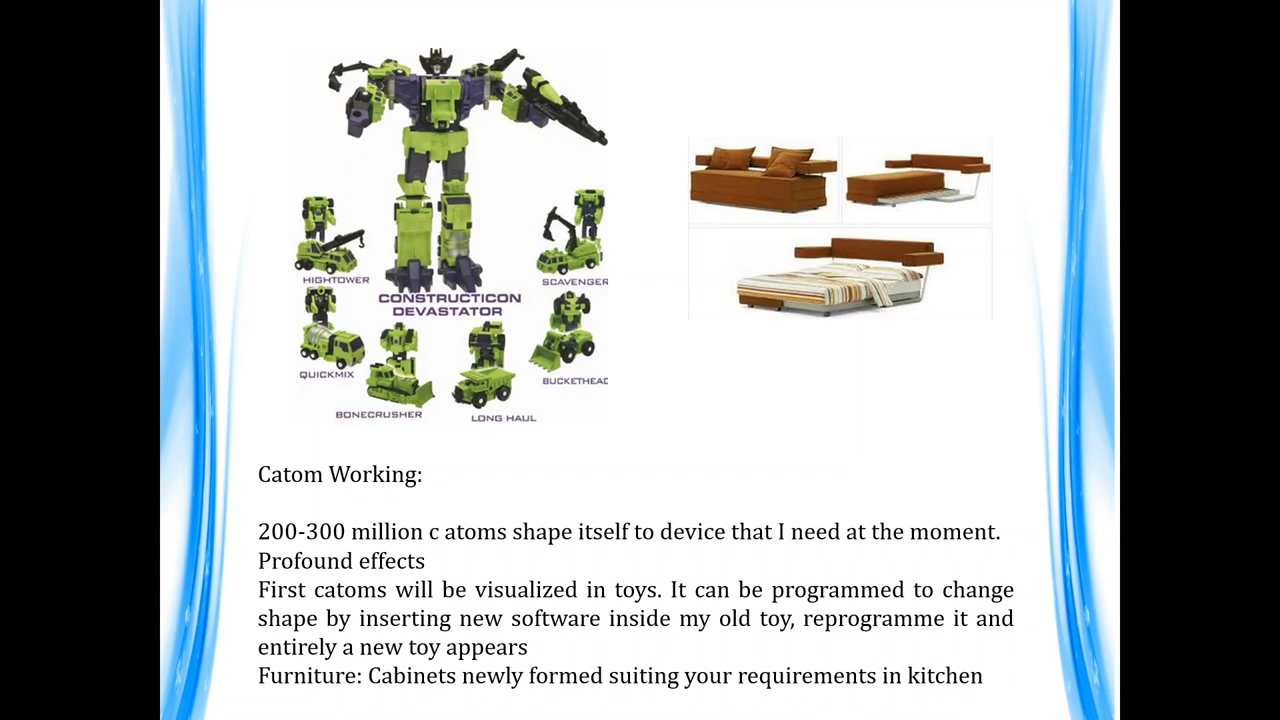 HIGHTOWER
SCAVENGER
CONSTRUCTICON
DEVASTATOR
QUICKMIX
BUCKETHEAD
BONECRUSHER
LONG HAUL
Catom Working:
200-300 million c atoms shape itself to device that I need at the moment.
Profound effects
First catoms will be visualized in toys. It can be programmed to change
shape by inserting new software inside my old toy, reprogramme it and
entirely a new toy appears
Furniture: Cabinets newly formed suiting your requirements in kitchen